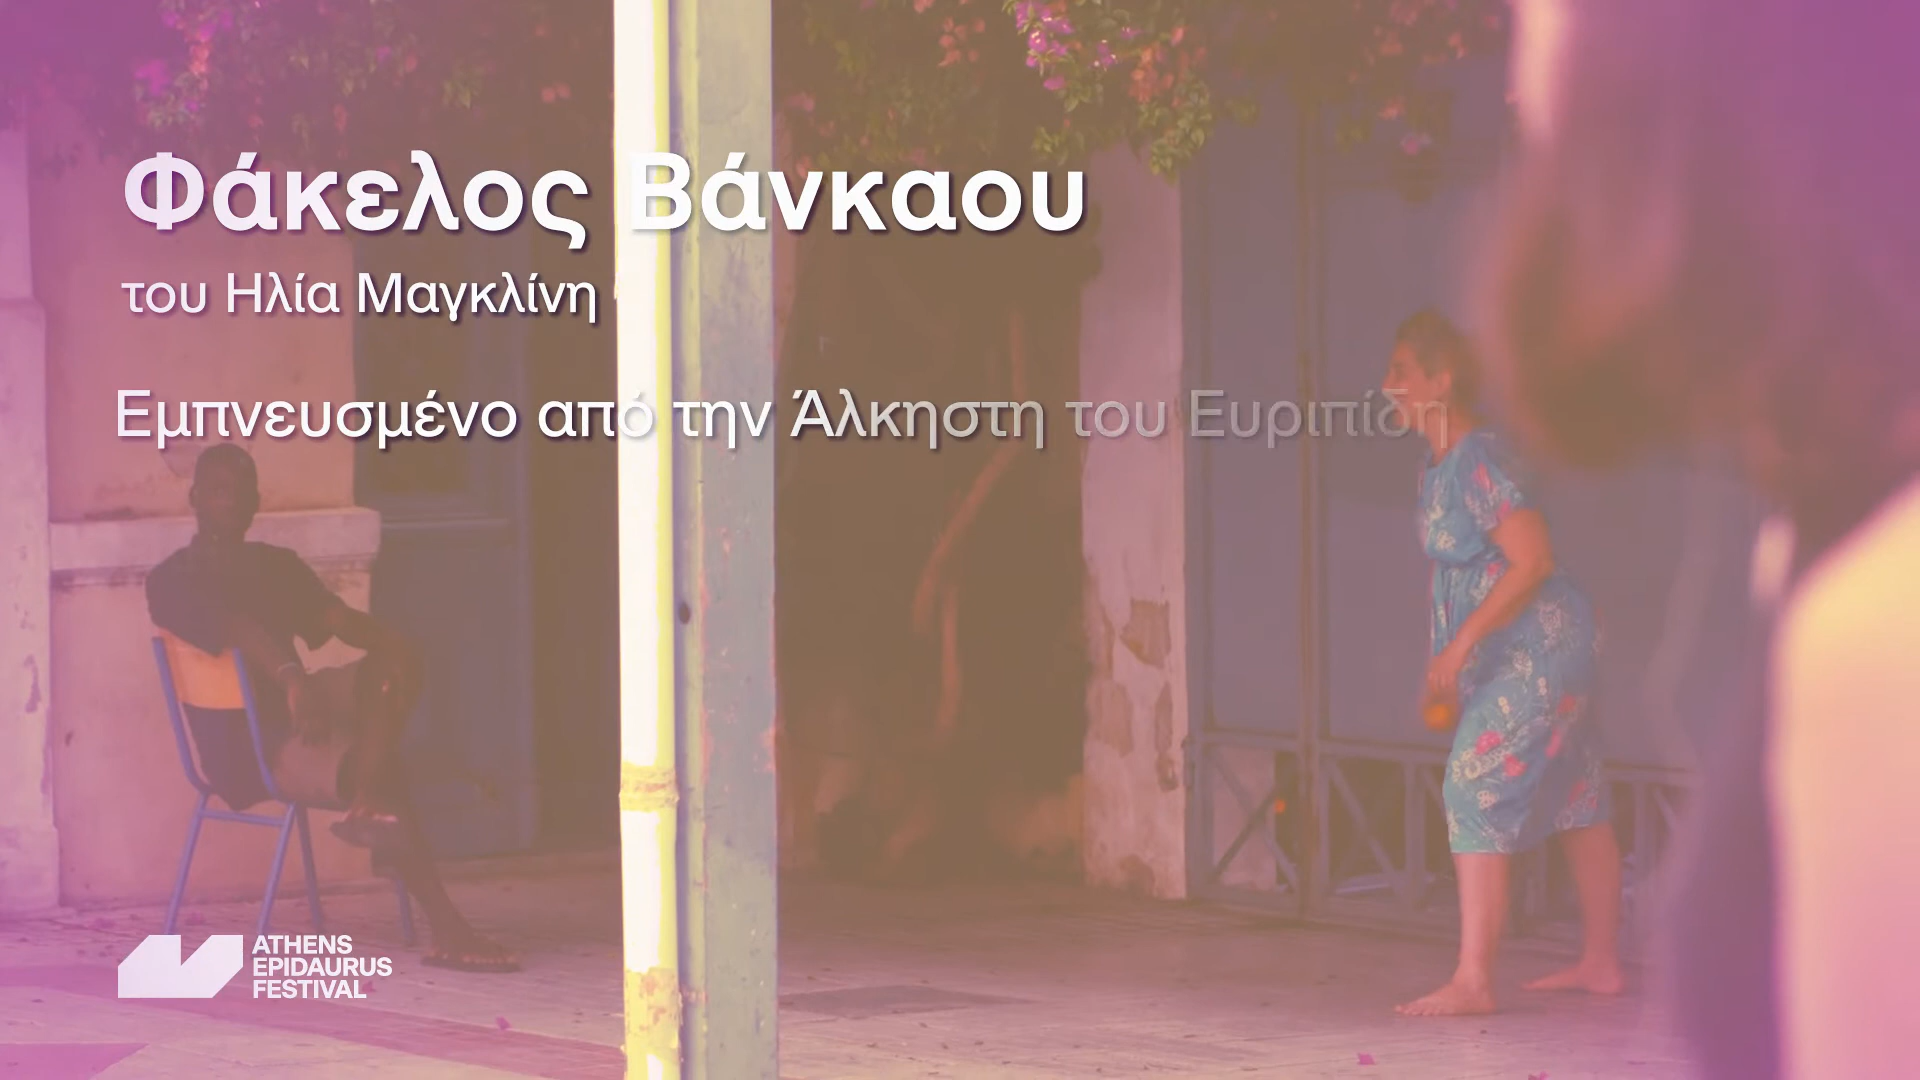 Φάκελος Βάνκαου
του Ηλία Μαγκλίνη
Εμπνευσμένο από την Άλκηστη του Ευριπίδη
ATHENS
EPIDAURUS
FESTIVAL